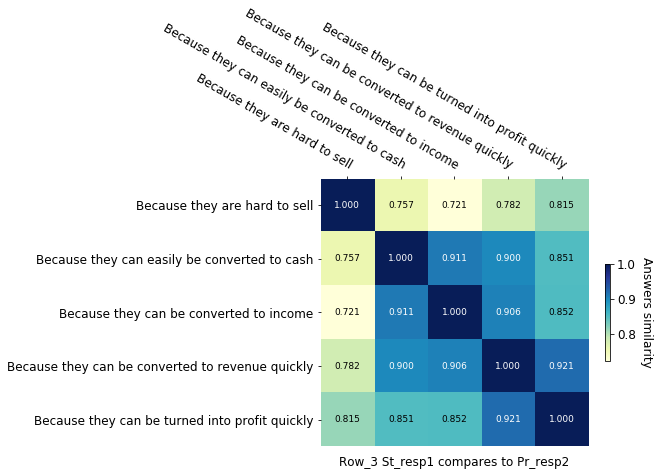 Because they can be turned into profit quickly
Because they can be converted to revenue quickly
Because they can be converted to income
Because they can easily be converted to cash
Because they are hard to sell
Because they are hard to sell 1.000 0.757 0.721 0.782 0.815
Because they can easily be converted to cash 0.757 1.000 0.911 0.900 0.851
Because they can be converted to income 0.721 0.911 1.000 0.906 0.852
Because they can be converted to revenue quickly 0.782 0.900 0.906 1.000 0.921
Because they can be turned into profit quickly 0.815 0.851 0.852 0.921 1.000
Row_3 St_resp1 compares to Pr_resp2
1.0
0.9
0.8
Answers similarity